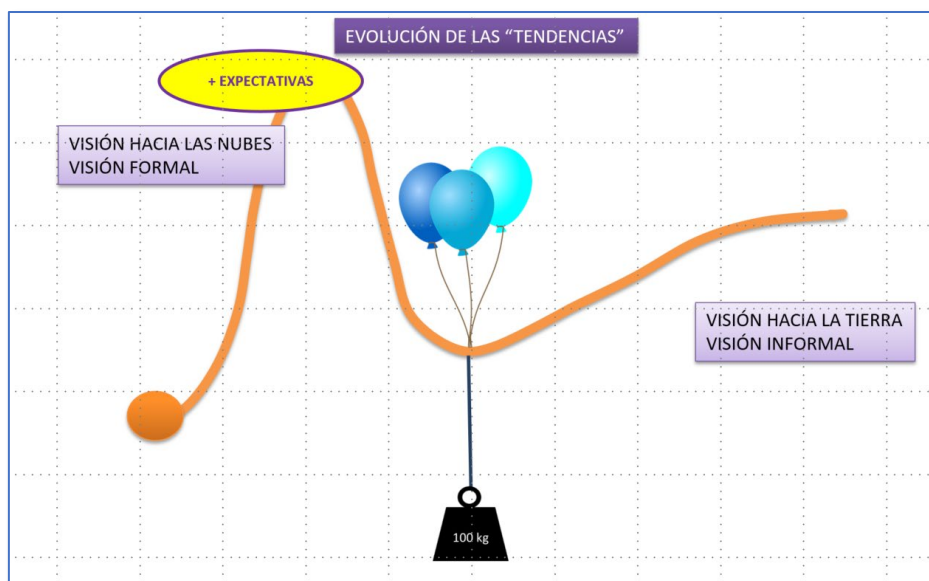 EVOLUCIÓN DE LAS “TENDENCIAS”
+ EXPECTATIVAS
VISIÓN HACIA LAS NUBES
VISIÓN FORMAL
VISIÓN HACIA LA TIERRA
VISIÓN INFORMAL
100 kg